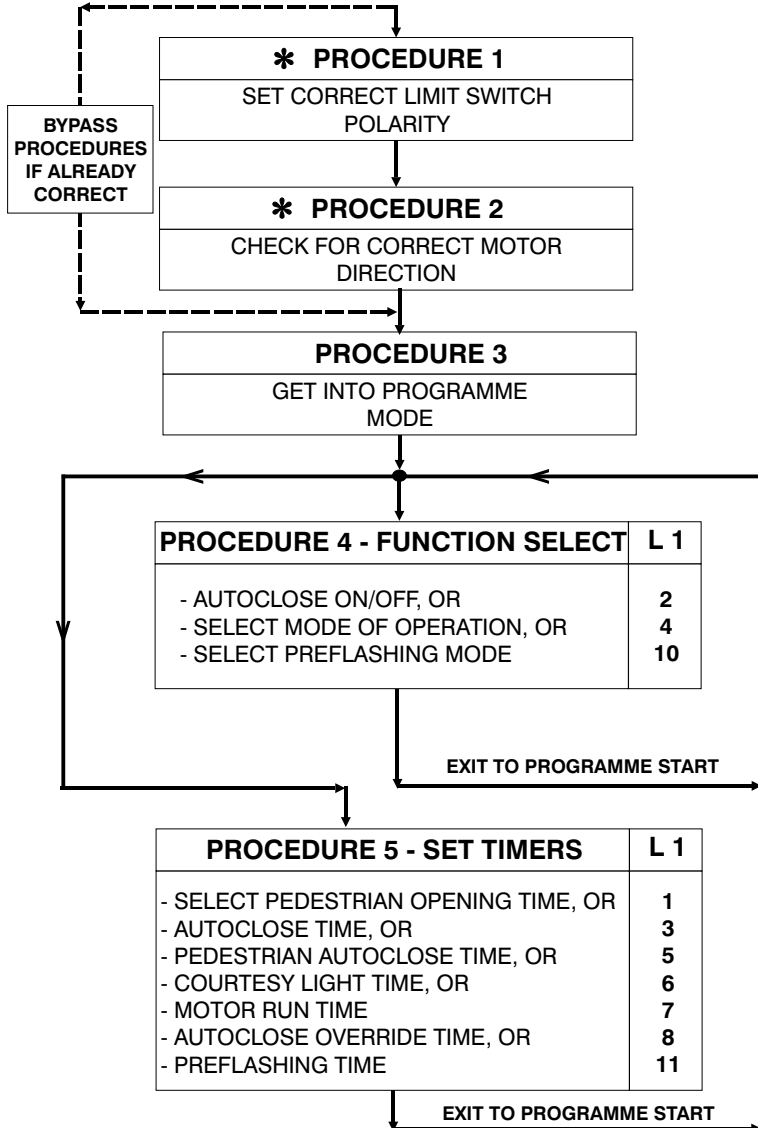 * PROCEDURE 1
SET CORRECT LIMIT SWITCH
POLARITY
BYPASS
PROCEDURES
IF ALREADY
CORRECT
* PROCEDURE 2
CHECK FOR CORRECT MOTOR
DIRECTION
PROCEDURE 3
GET INTO PROGRAMME
MODE
PROCEDURE 4 - FUNCTION SELECT L 1
- AUTOCLOSE ON/OFF, OR 2
- SELECT MODE OF OPERATION, OR 4
- SELECT PREFLASHING MODE 10
EXIT TO PROGRAMME START
PROCEDURE 5 - SET TIMERS L 1
- SELECT PEDESTRIAN OPENING TIME, OR 1
- AUTOCLOSE TIME, OR 3
- PEDESTRIAN AUTOCLOSE TIME, OR 5
- COURTESY LIGHT TIME, OR 6
- MOTOR RUN TIME 7
- AUTOCLOSE OVERRIDE TIME, OR 8
- PREFLASHING TIME 11
EXIT TO PROGRAMME START